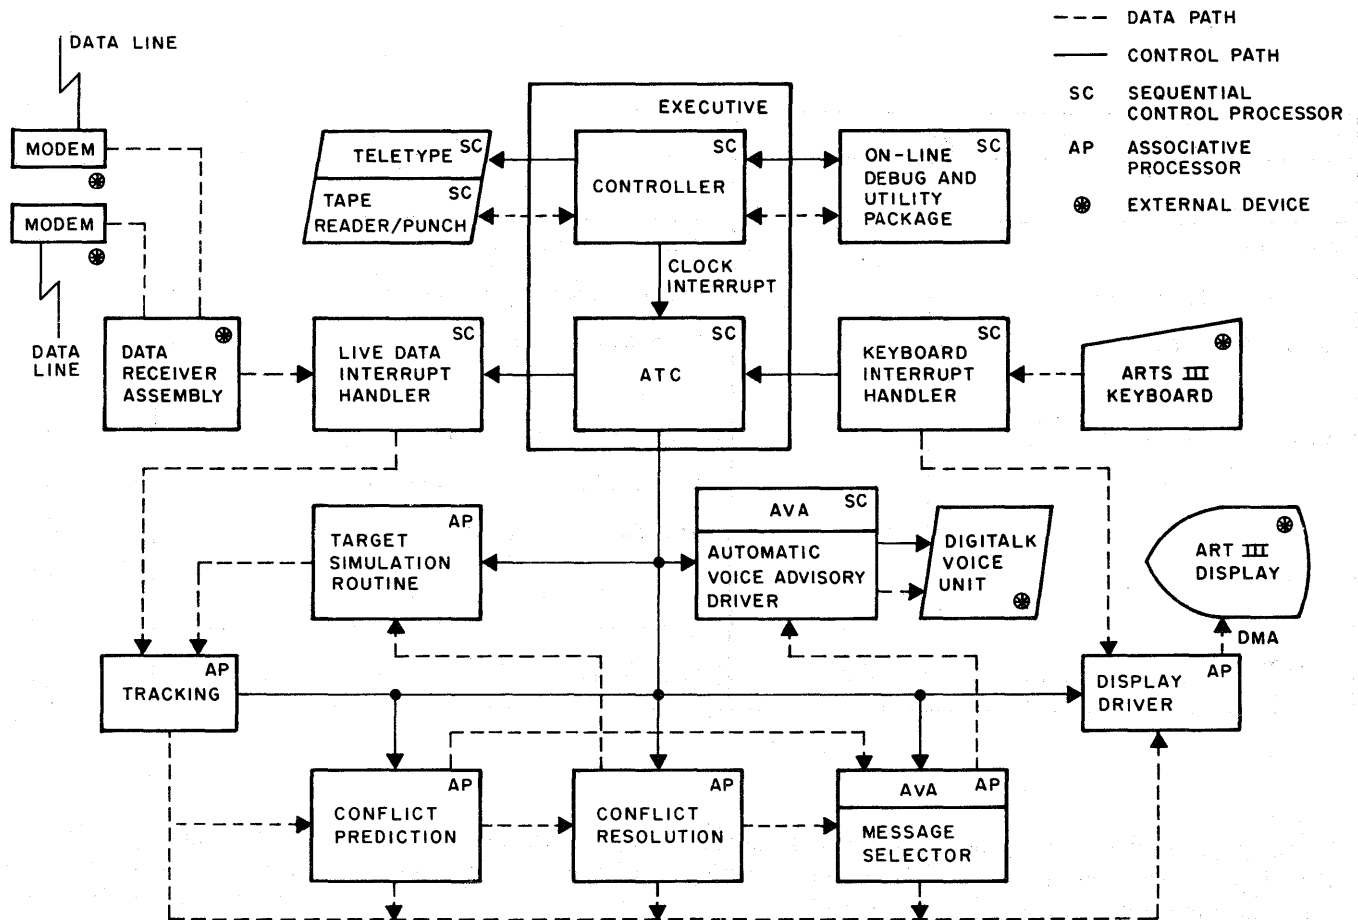 DATA PATH
CONTROL PATH
SC SEQUENTIAL
CONTROL PROCESSOR
AP ASSOCIATIVE
PROCESSOR
EXTERNAL DEVICE
DATA LINE
MODEM
MODEM
DATA
LINE
EXECUTIVE
TELETYPE SC
TAPE SC
READER/PUNCH
SC
CONTROLLER
SC
ON-LINE
DEBUG AND
UTILITY
PACKAGE
CLOCK
INTERRUPT
DATA
RECEIVER
ASSEMBLY
SC
LIVE DATA
INTERRUPT
HANDLER
SC
ATC
SC
KEYBOARD
INTERRUPT
HANDLER
ARTS III
KEYBOARD
AP
TARGET
SIMULATION
ROUTINE
AVA SC
AUTOMATIC
VOICE ADVISORY
DRIVER
DIGITALK
VOICE
UNIT
ART III
DISPLAY
DMA
AP
TRACKING
AP
DISPLAY
DRIVER
AP
CONFLICT
PREDICTION
AP
CONFLICT
RESOLUTION
AVA AP
MESSAGE
SELECTOR